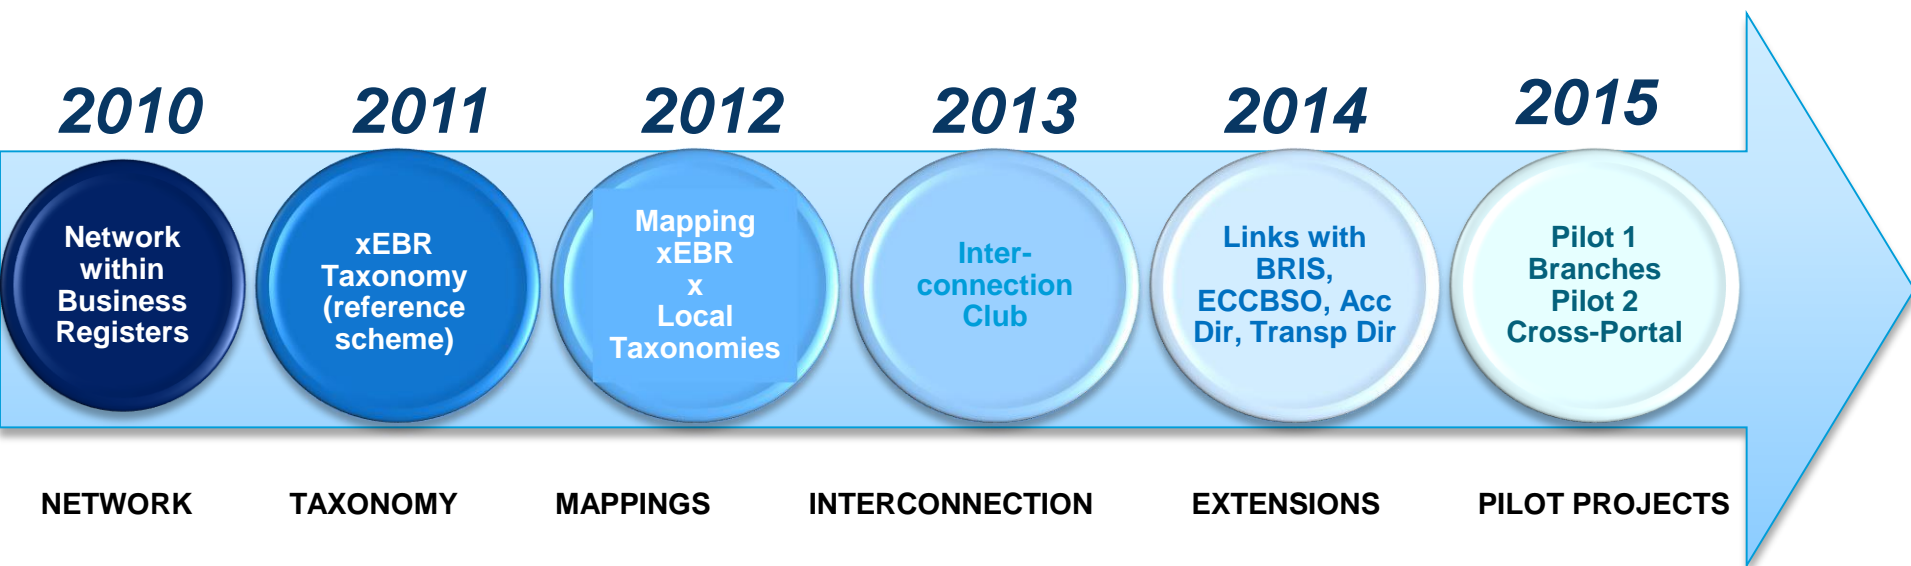 2010
2011
2012
2013
2014
2015
Network
within
Business
Registers
xEBR
Taxonomy
(reference
scheme)
Mapping
xEBR
x
Local
Taxonomies
Inter-
connection
Club
Links with
BRIS,
ECCBSO, Acc
Dir, Transp Dir
Pilot 1
Branches
Pilot 2
Cross-Portal
NETWORK
TAXONOMY
MAPPINGS
INTERCONNECTION
EXTENSIONS
PILOT PROJECTS